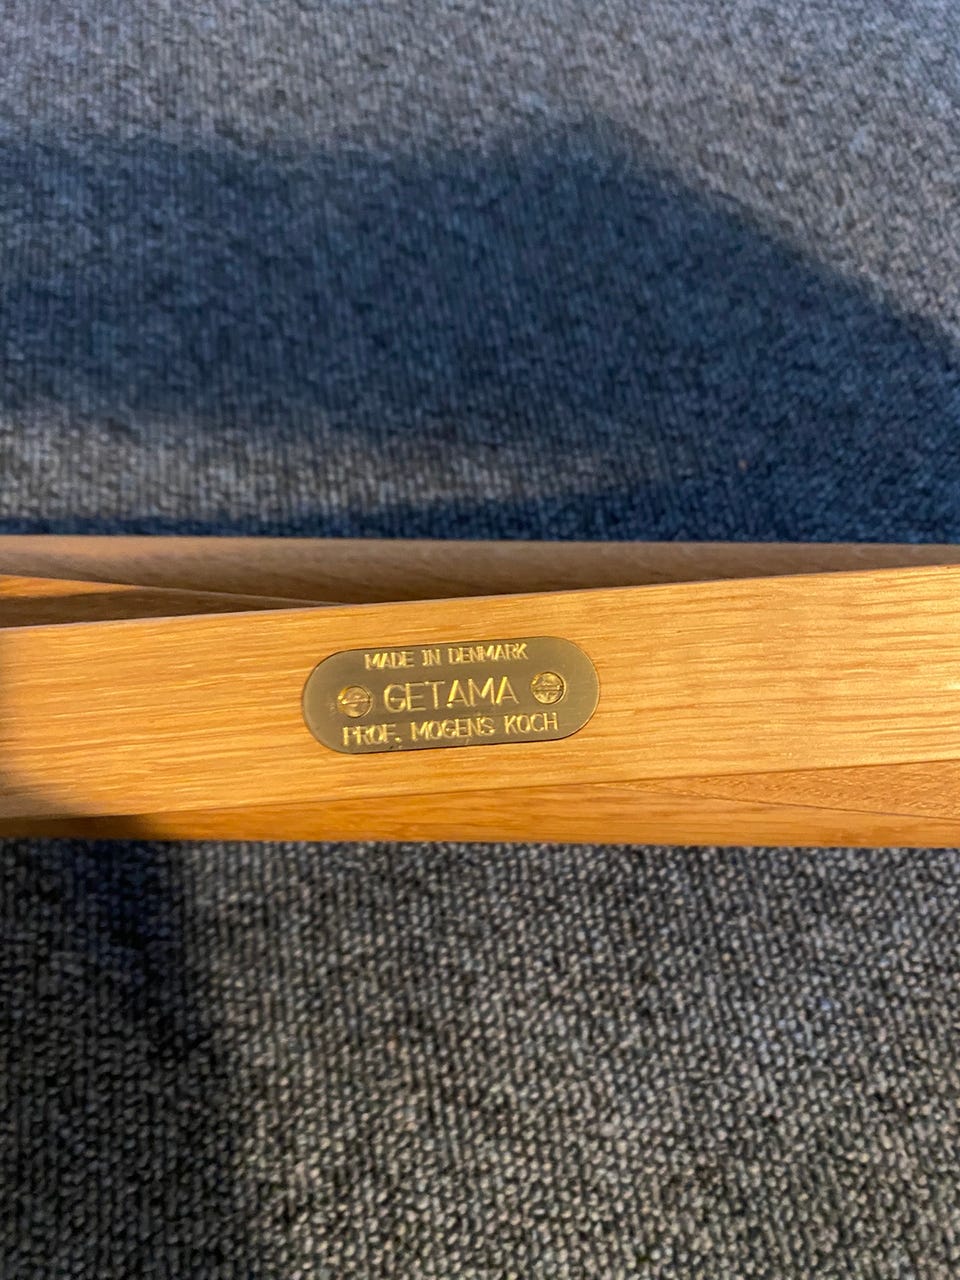 MADE IN DENMARK
GETAMA
PROF. MOGENS KOCH